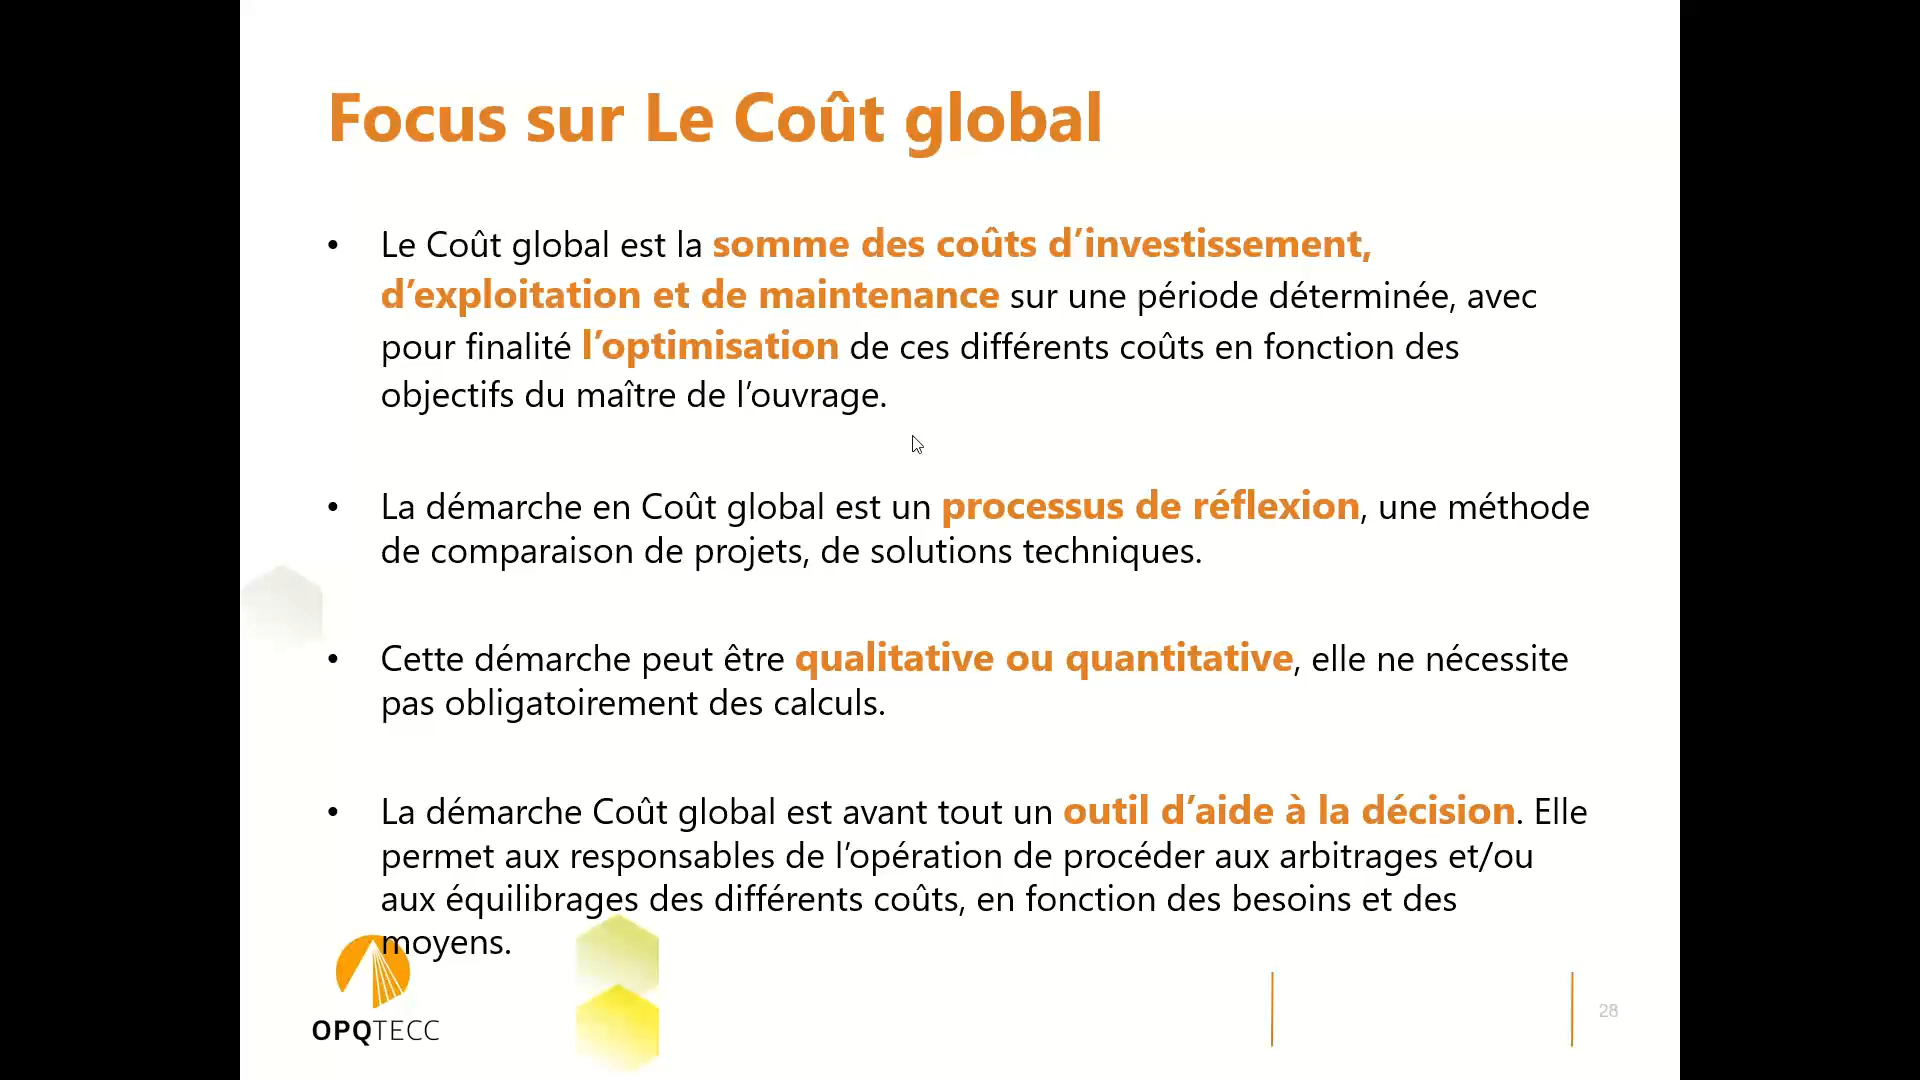 Focus sur Le Coût global
• Le Coût global est la somme des coûts d’investissement,
d’exploitation et de maintenance sur une période déterminée, avec
pour finalité l’optimisation de ces différents coûts en fonction des
objectifs du maître de l’ouvrage.
• La démarche en Coût global est un processus de réflexion, une méthode
de comparaison de projets, de solutions techniques.
• Cette démarche peut être qualitative ou quantitative, elle ne nécessite
pas obligatoirement des calculs.
• La démarche Coût global est avant tout un outil d’aide à la décision. Elle
permet aux responsables de l’opération de procéder aux arbitrages et/ou
aux équilibrages des différents coûts, en fonction des besoins et des
moyens.
OPQTECC
28